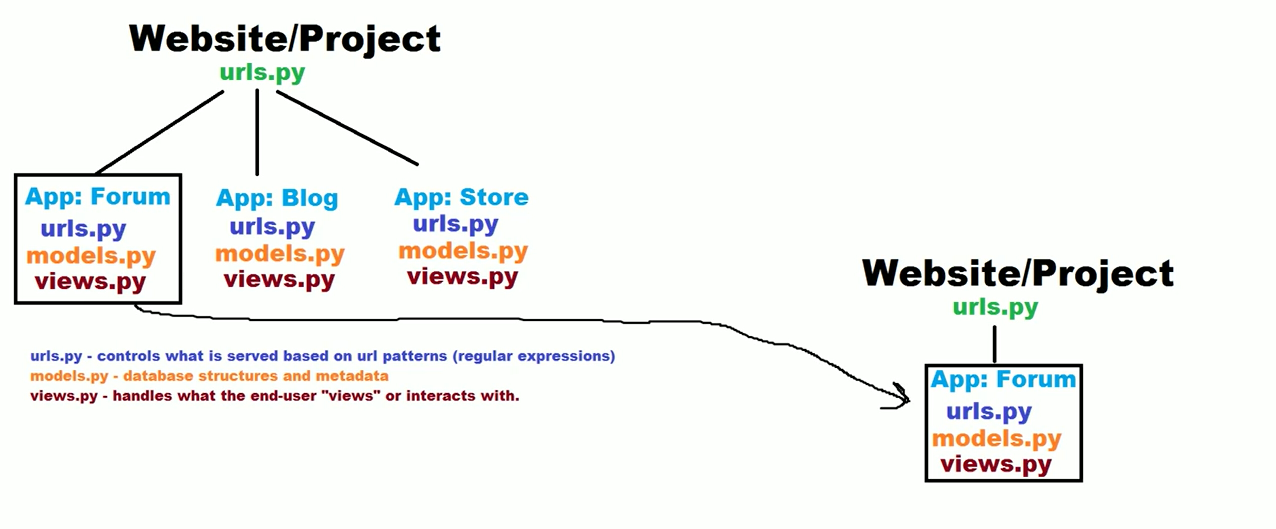 Website/Project
urls.py
App: Forum
urls.py
models.py
views.py
App: Blog
urls.py
models.py
views.py
App: Store
urls.py
models.py
views.py
urls.py - controls what is served based on url patterns (regular expressions)
models.py - database structures and metadata
views.py - handles what the end-user "views" or interacts with.
Website/Project
urls.py
App: Forum
urls.py
models.py
views.py